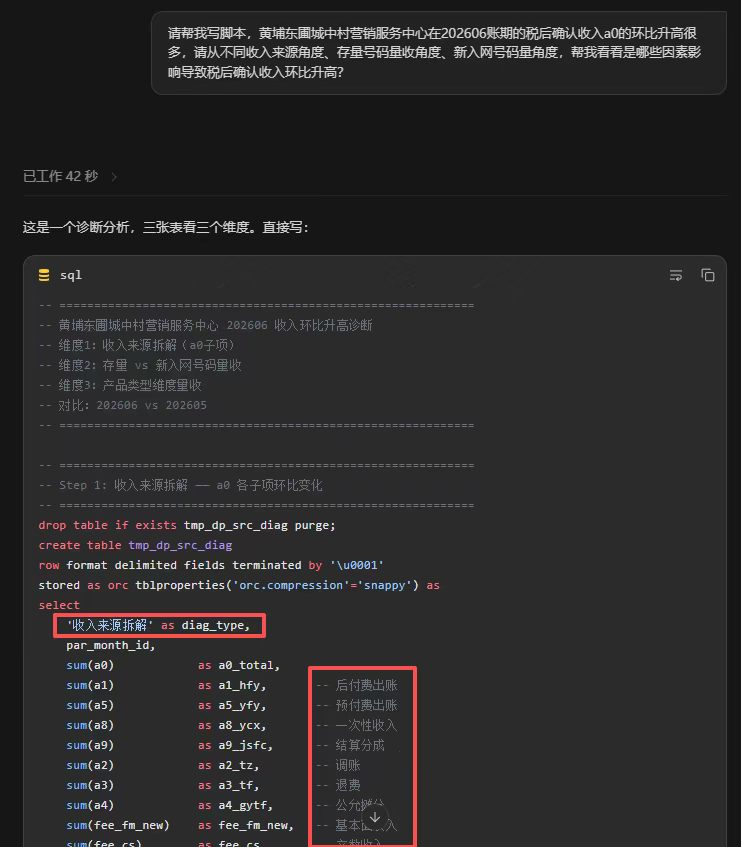 请帮我写脚本，黄埔东圃城中村营销服务中心在202606账期的税后确认收入a0的环比升高很
多，请从不同收入来源角度、存量号码量收角度、新入网号码量角度，帮我看看是哪些因素影
响导致税后确认收入环比升高？
已工作 42 秒 >
这是一个诊断分析，三张表看三个维度。直接写：
sql
-- ============================================================
-- 黄埔东圃城中村营销服务中心 202606 收入环比升高诊断
-- 维度1: 收入来源拆解（a0子项）
-- 维度2: 存量 vs 新入网号码量收
-- 维度3: 产品类型维度量收
-- 对比: 202606 vs 202605
-- ============================================================
-- ============================================================
-- Step 1: 收入来源拆解 —— a0 各子项环比变化
-- ============================================================
drop table if exists tmp_dp_src_diag purge;
create table tmp_dp_src_diag
row format delimited fields terminated by '\u0001'
stored as orc tblproperties('orc.compression'='snappy') as
select
'收入来源拆解' as diag_type,
par_month_id,
sum(a0) as a0_total,
sum(a1) as a1_hfy, -- 后付费出账
sum(a5) as a5_yfy, -- 预付费出账
sum(a8) as a8_ycx, -- 一次性收入
sum(a9) as a9_jsfc, -- 结算分成
sum(a2) as a2_tz, -- 调账
sum(a3) as a3_tf, -- 退费
sum(a4) as a4_gytf, -- 公允
sum(fee_fm_new) as fee_fm_new, -- 基本面 入
sum(fee_cs) as fee_cs